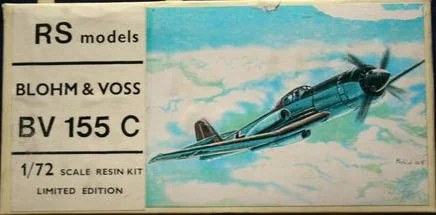 RS models
BLOHM & VOSS
BV 155 C
1/72 SCALE RESIN KIT
LIMITED EDITION